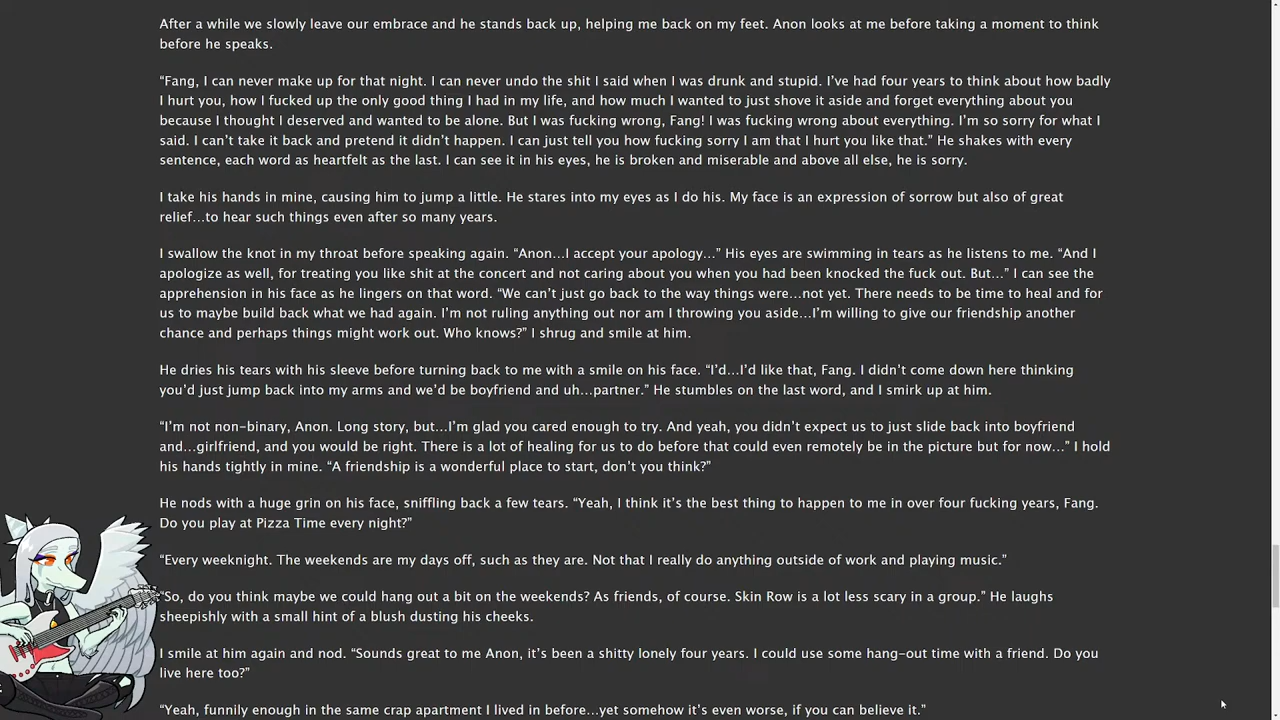 After a while we slowly leave our embrace and he stands back up, helping me back on my feet. Anon looks at me before taking a moment to think
before he speaks.
“Fang, I can never make up for that night. I can never undo the shit I said when I was drunk and stupid. I’ve had four years to think about how badly
I hurt you, how I fucked up the only good thing I had in my life, and how much I wanted to just shove it aside and forget everything about you
because I thought I deserved and wanted to be alone. But I was fucking wrong, Fang! I was fucking wrong about everything. I’m so sorry for what I
said. I can’t take it back and pretend it didn’t happen. I can just tell you how fucking sorry I am that I hurt you like that.” He shakes with every
sentence, each word as heartfelt as the last. I can see it in his eyes, he is broken and miserable and above all else, he is sorry.
I take his hands in mine, causing him to jump a little. He stares into my eyes as I do his. My face is an expression of sorrow but also of great
relief…to hear such things even after so many years.
I swallow the knot in my throat before speaking again. “Anon…I accept your apology…” His eyes are swimming in tears as he listens to me. “And I
apologize as well, for treating you like shit at the concert and not caring about you when you had been knocked the fuck out. But…” I can see the
apprehension in his face as he lingers on that word. “We can’t just go back to the way things were…not yet. There needs to be time to heal and for
us to maybe build back what we had again. I’m not ruling anything out nor am I throwing you aside…I’m willing to give our friendship another
chance and perhaps things might work out. Who knows?” I shrug and smile at him.
He dries his tears with his sleeve before turning back to me with a smile on his face. “I’d…I’d like that, Fang. I didn’t come down here thinking
you’d just jump back into my arms and we’d be boyfriend and uh…partner.” He stumbles on the last word, and I smirk up at him.
“I’m not non-binary, Anon. Long story, but…I’m glad you cared enough to try. And yeah, you didn’t expect us to just slide back into boyfriend
and…girlfriend, and you would be right. There is a lot of healing for us to do before that could even remotely be in the picture but for now…” I hold
his hands tightly in mine. “A friendship is a wonderful place to start, don’t you think?”
He nods with a huge grin on his face, sniffling back a few tears. “Yeah, I think it’s the best thing to happen to me in over four fucking years, Fang.
Do you play at Pizza Time every night?”
“Every weeknight. The weekends are my days off, such as they are. Not that I really do anything outside of work and playing music.”
“So, do you think maybe we could hang out a bit on the weekends? As friends, of course. Skin Row is a lot less scary in a group.” He laughs
sheepishly with a small hint of a blush dusting his cheeks.
I smile at him again and nod. “Sounds great to me Anon, it’s been a shitty lonely four years. I could use some hang-out time with a friend. Do you
live here too?”
“Yeah, funnily enough in the same crap apartment I lived in before…yet somehow it’s even worse, if you can believe it.”